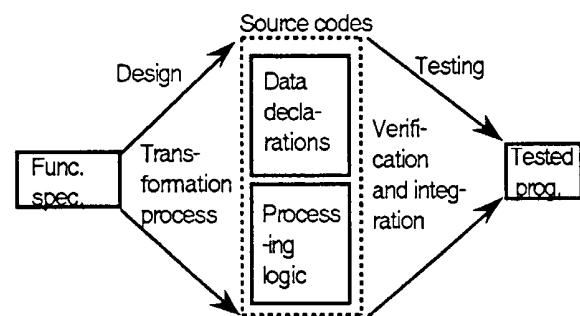 Source codes
Design
Testing
Data
decla-
rations
Func.
spec.
Trans-
formation
process
Process
-ing
logic
Verifi-
cation
and integ-
ration
Tested
prog.